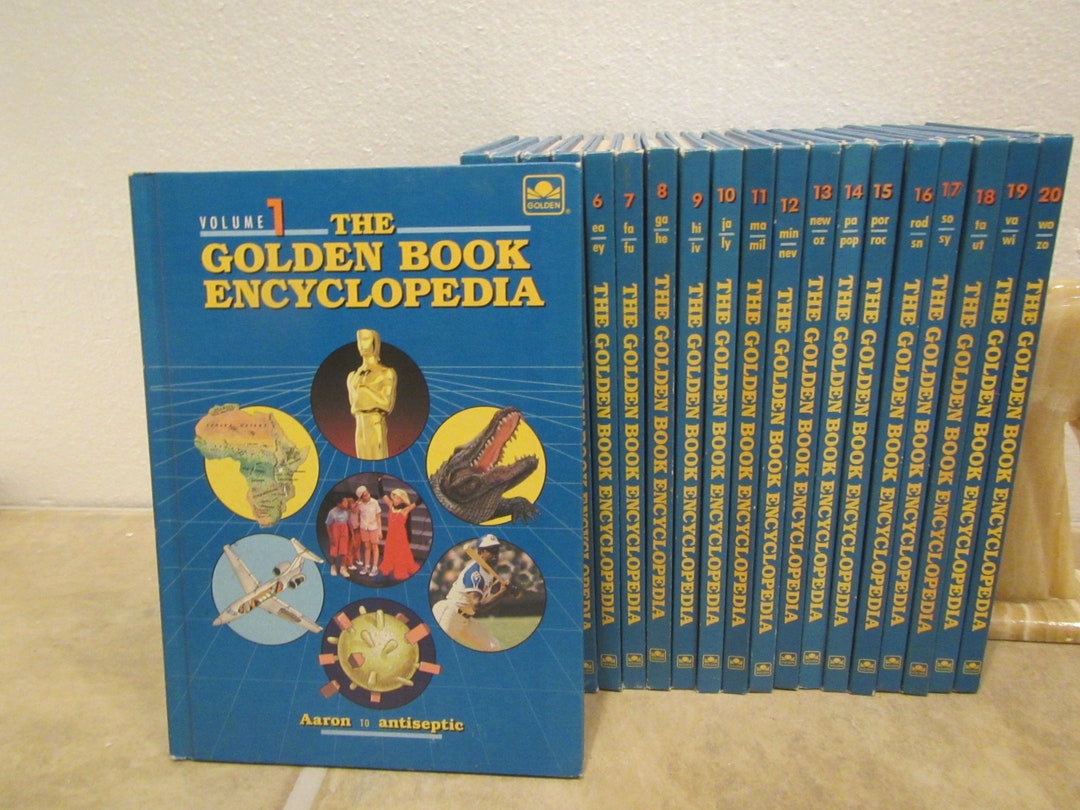 VOLUME 1
GOLDEN
THE
GOLDEN BOOK
ENCYCLOPEDIA
Aaron TO antiseptic
6
ea
ey
THE GOLDEN BOOK ENCYCLOPEDIA
7
fa
fu
THE GOLDEN BOOK ENCYCLOPEDIA
8
ga
he
THE GOLDEN BOOK ENCYCLOPEDIA
9
hi
iv
THE GOLDEN BOOK ENCYCLOPEDIA
10
ja
ly
THE GOLDEN BOOK ENCYCLOPEDIA
11
ma
mil
THE GOLDEN BOOK ENCYCLOPEDIA
12
min
nev
THE GOLDEN BOOK ENCYCLOPEDIA
13
new
oz
THE GOLDEN BOOK ENCYCLOPEDIA
14
pa
pop
THE GOLDEN BOOK ENCYCLOPEDIA
15
por
roc
THE GOLDEN BOOK ENCYCLOPEDIA
16
rod
sn
THE GOLDEN BOOK ENCYCLOPEDIA
17
so
sy
THE GOLDEN BOOK ENCYCLOPEDIA
18
ta
ut
THE GOLDEN BOOK ENCYCLOPEDIA
19
va
wi
THE GOLDEN BOOK ENCYCLOPEDIA
20
wo
zo
THE GOLDEN BOOK ENCYCLOPEDIA